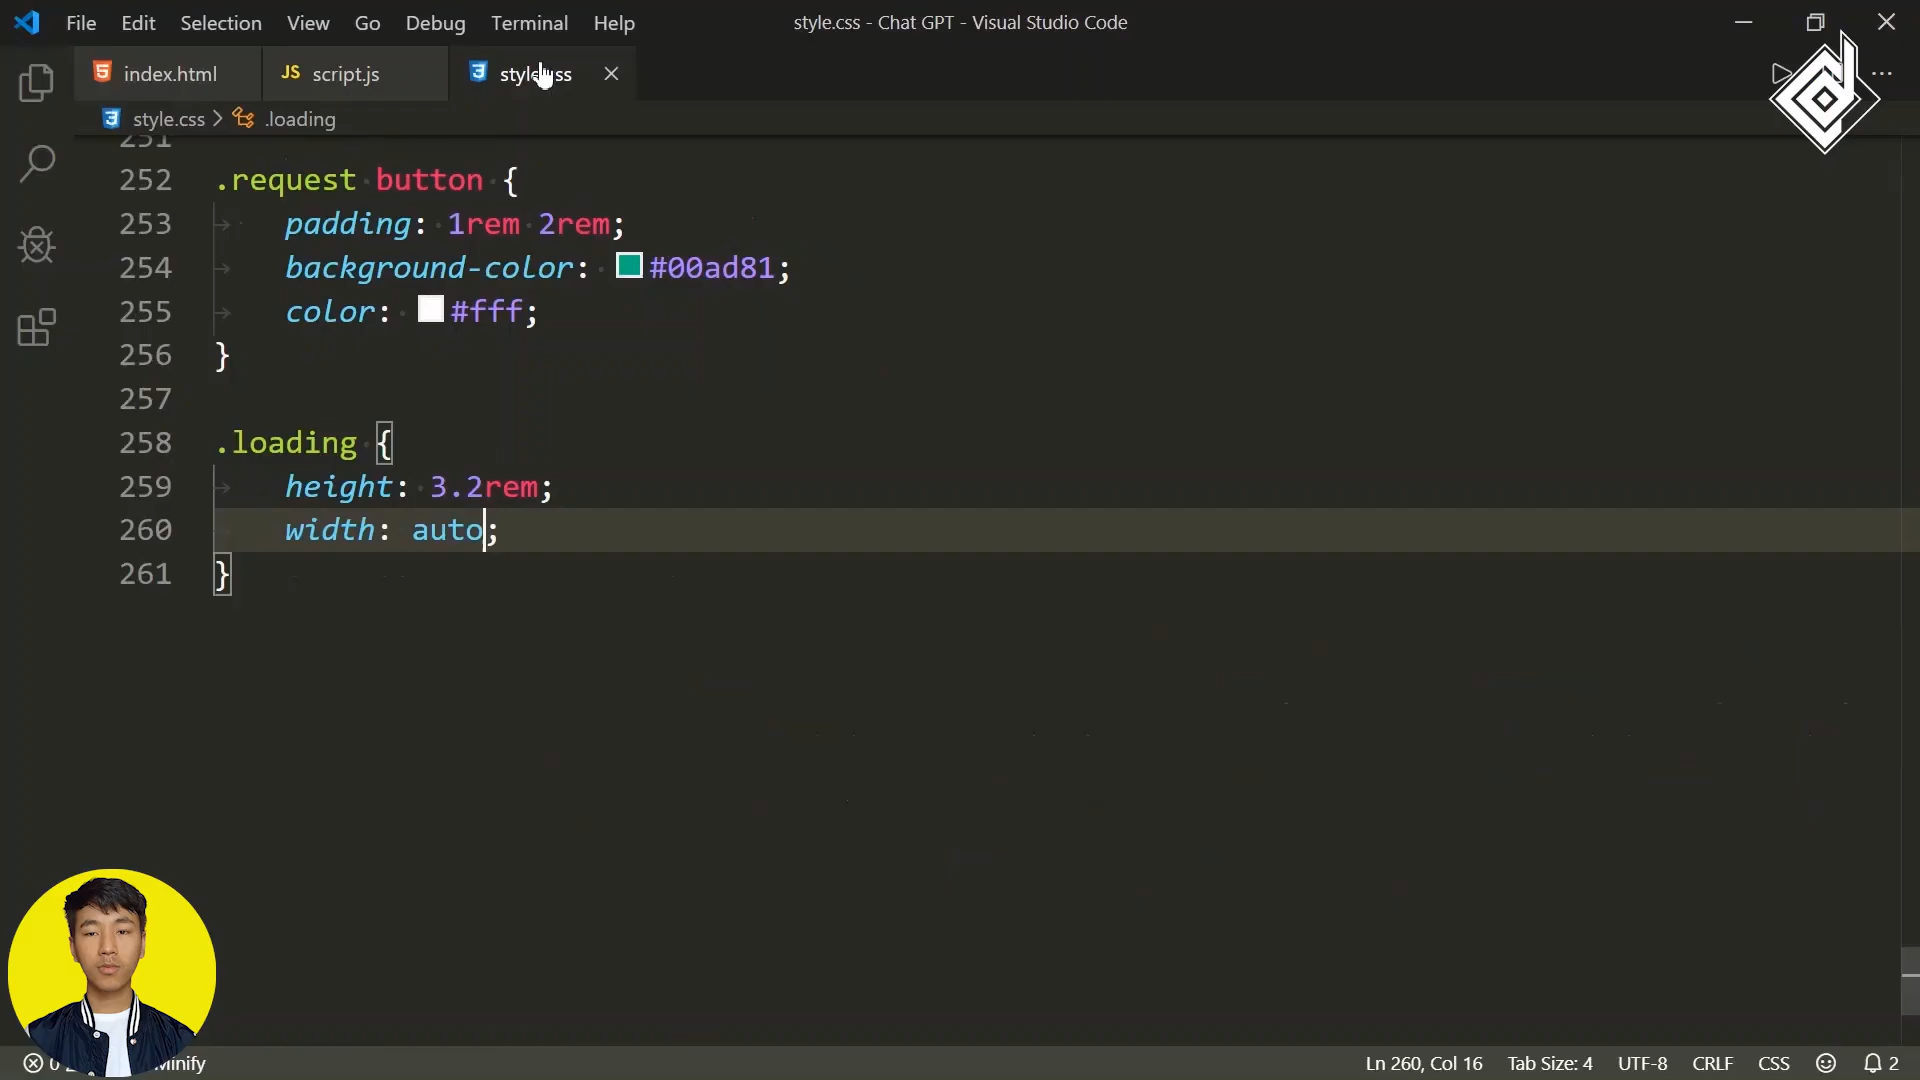 File Edit Selection View Go Debug Terminal Help style.css - Chat GPT - Visual Studio Code
index.html JS script.js
style.css > .loading
251
252 .request button {
253 padding: 1rem 2rem;
254 background-color: #00ad81;
255 color: #fff;
256 }
257
258 .loading {
259 height: 3.2rem;
260 width: auto;
261 }
Ln 260, Col 16 Tab Size: 4 UTF-8 CRLF CSS 2